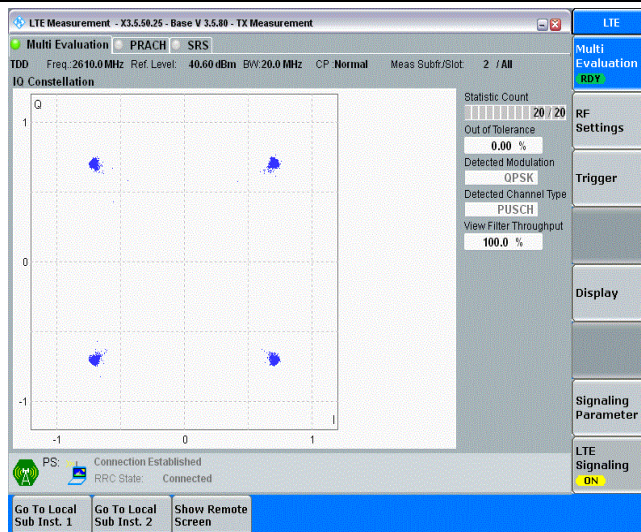 LTE Measurement - X3.5.50.25 - Base V 3.5.80 - TX Measurement
LTE
Multi Evaluation PRACH SRS
TDD Freq.:2610.0 MHz Ref. Level: 40.60 dBm BW:20.0 MHz CP :Normal Meas Subfr./Slot: 2 / All
IQ Constellation
Q
1
0
-1
-1 0 1
I
Statistic Count
20 / 20
Out of Tolerance
0.00 %
Detected Modulation
QPSK
Detected Channel Type
PUSCH
View Filter Throughput
100.0 %
Multi
Evaluation
RDY
RF
Settings
Trigger
Display
Signaling
Parameter
LTE
Signaling
ON
PS: Connection Established
RRC State: Connected
Go To Local
Sub Inst. 1
Go To Local
Sub Inst. 2
Show Remote
Screen